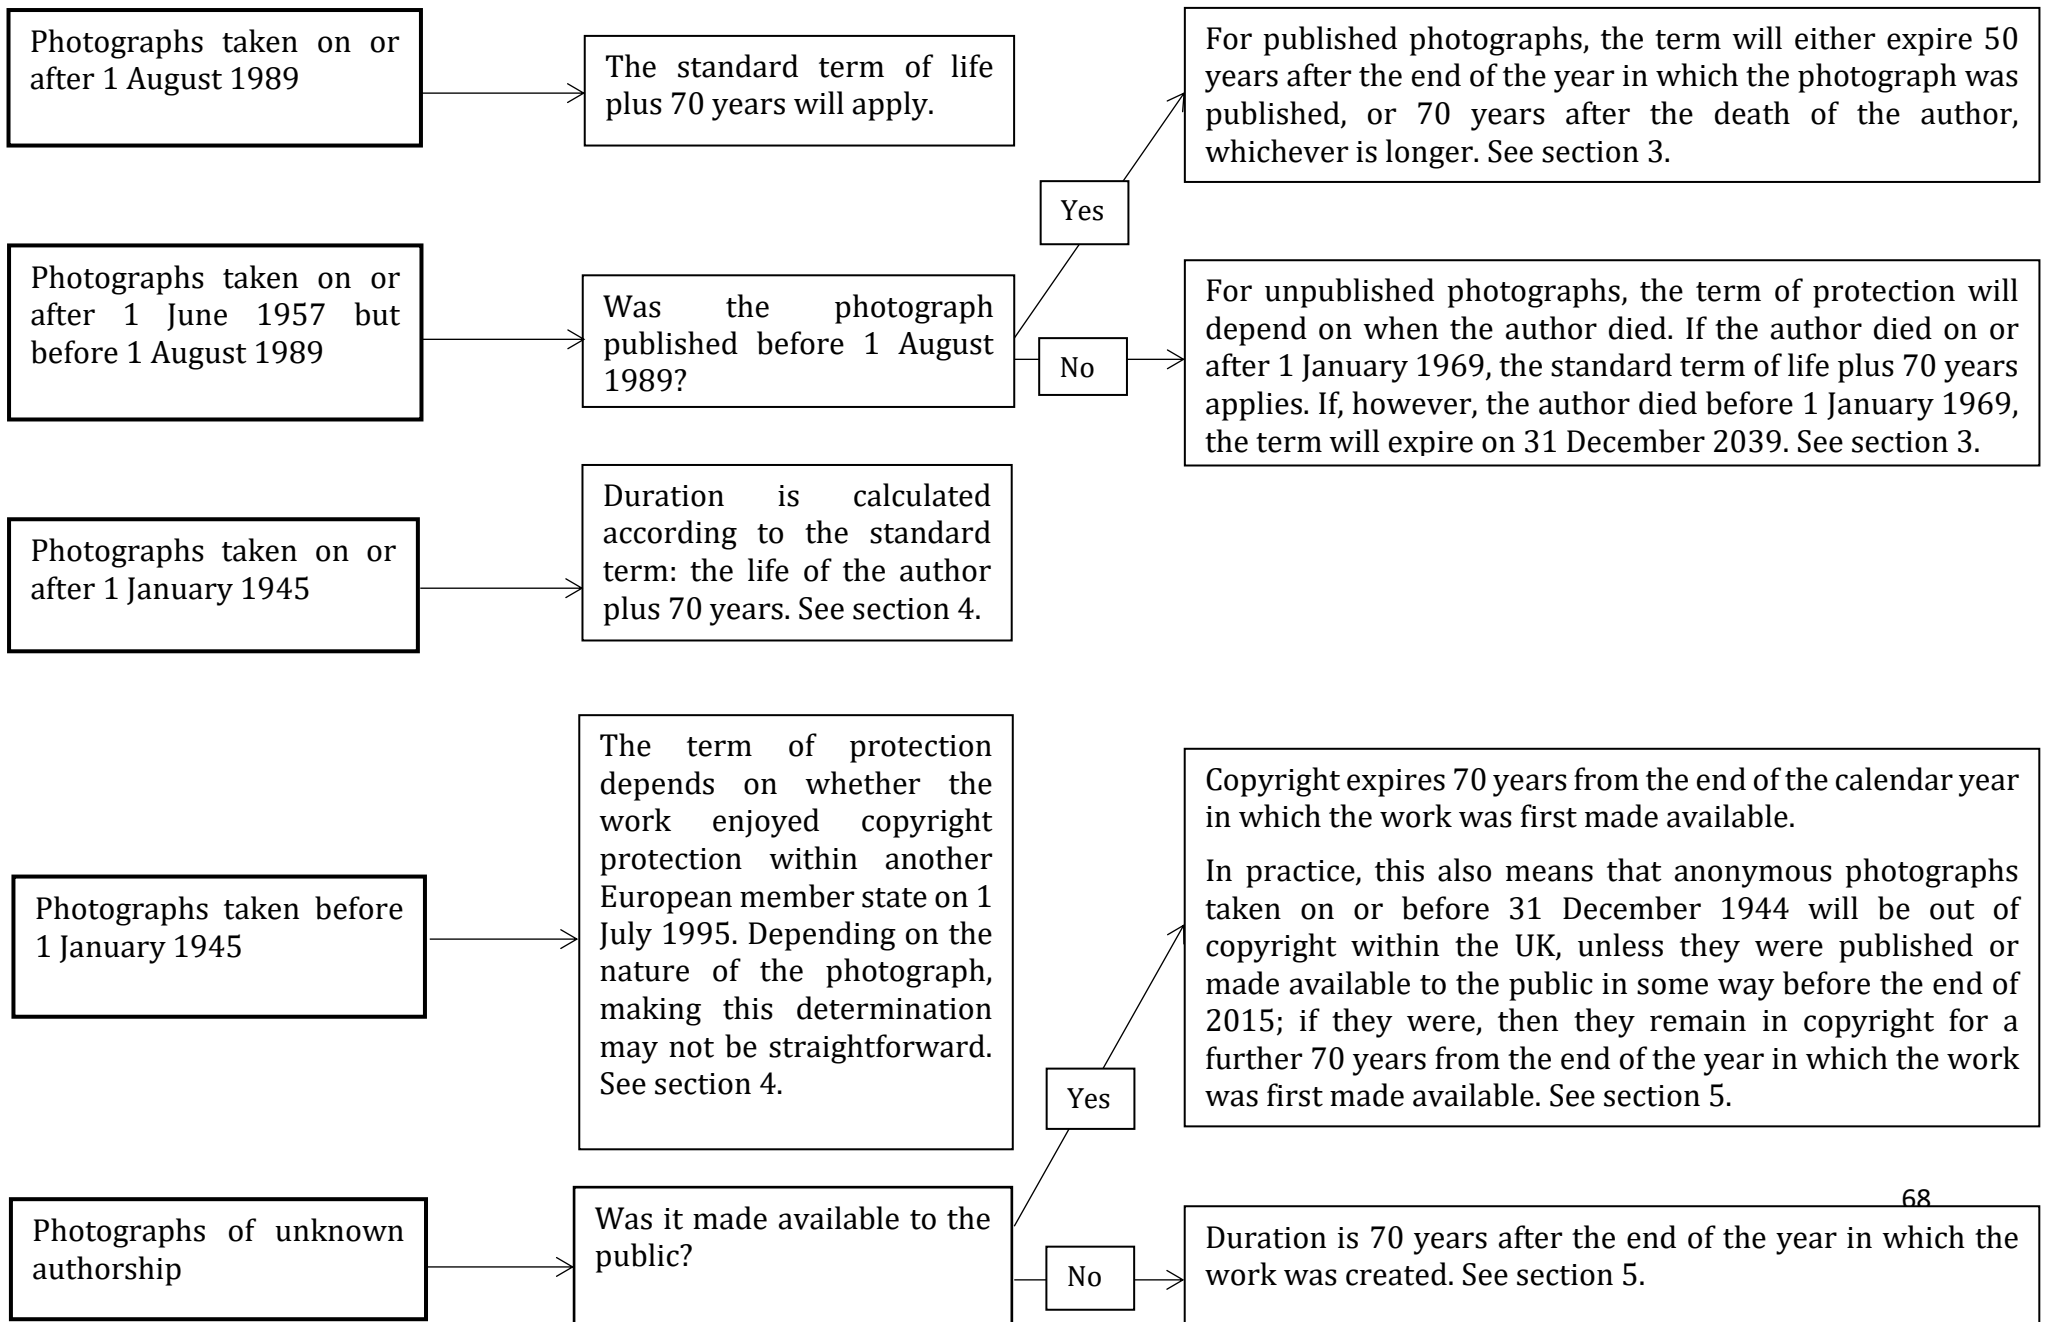 Photographs taken on or
after 1 August 1989
The standard term of life
plus 70 years will apply.
For published photographs, the term will either expire 50
years after the end of the year in which the photograph was
published, or 70 years after the death of the author,
whichever is longer. See section 3.
Yes
Photographs taken on or
after 1 June 1957 but
before 1 August 1989
Was the photograph
published before 1 August
1989?
No
For unpublished photographs, the term of protection will
depend on when the author died. If the author died on or
after 1 January 1969, the standard term of life plus 70 years
applies. If, however, the author died before 1 January 1969,
the term will expire on 31 December 2039. See section 3.
Photographs taken on or
after 1 January 1945
Duration is calculated
according to the standard
term: the life of the author
plus 70 years. See section 4.
Photographs taken before
1 January 1945
The term of protection
depends on whether the
work enjoyed copyright
protection within another
European member state on 1
July 1995. Depending on the
nature of the photograph,
making this determination
may not be straightforward.
See section 4.
Copyright expires 70 years from the end of the calendar year
in which the work was first made available.
In practice, this also means that anonymous photographs
taken on or before 31 December 1944 will be out of
copyright within the UK, unless they were published or
made available to the public in some way before the end of
2015; if they were, then they remain in copyright for a
further 70 years from the end of the year in which the work
was first made available. See section 5.
Yes
Photographs of unknown
authorship
Was it made available to the
public?
No
68
Duration is 70 years after the end of the year in which the
work was created. See section 5.